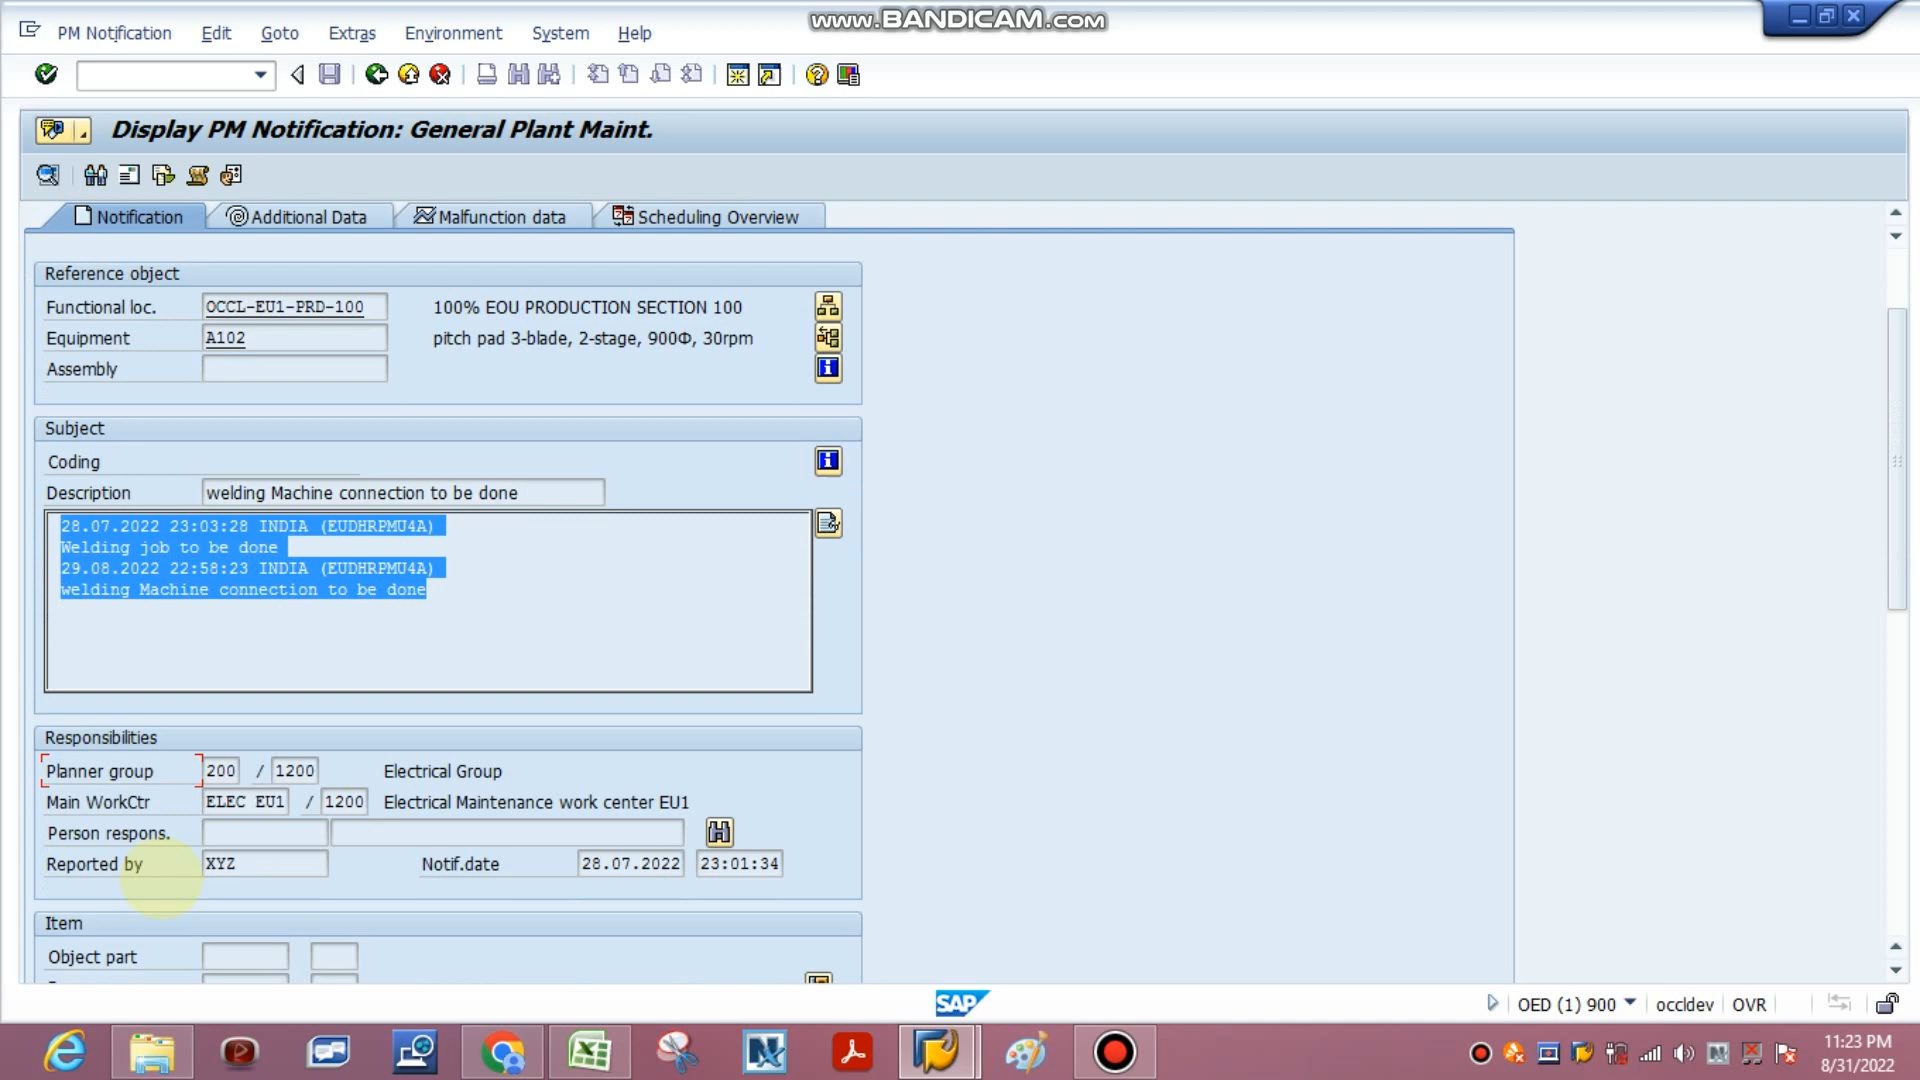 www.BANDICAM.com
PM Notification Edit Goto Extras Environment System Help
Display PM Notification: General Plant Maint.
Notification Additional Data Malfunction data Scheduling Overview
Reference object
Functional loc. OCCL-EU1-PRD-100 100% EOU PRODUCTION SECTION 100
Equipment A102 pitch pad 3-blade, 2-stage, 900Φ, 30rpm
Assembly
Subject
Coding
Description welding Machine connection to be done
28.07.2022 23:03:28 INDIA (EUDHRPMU4A)
Welding job to be done
29.08.2022 22:58:23 INDIA (EUDHRPMU4A)
welding Machine connection to be done
Responsibilities
Planner group 200 / 1200 Electrical Group
Main WorkCtr ELEC EU1 / 1200 Electrical Maintenance work center EU1
Person respons.
Reported by XYZ Notif.date 28.07.2022 23:01:34
Item
Object part
SAP OED (1) 900 occldev OVR
11:23 PM
8/31/2022